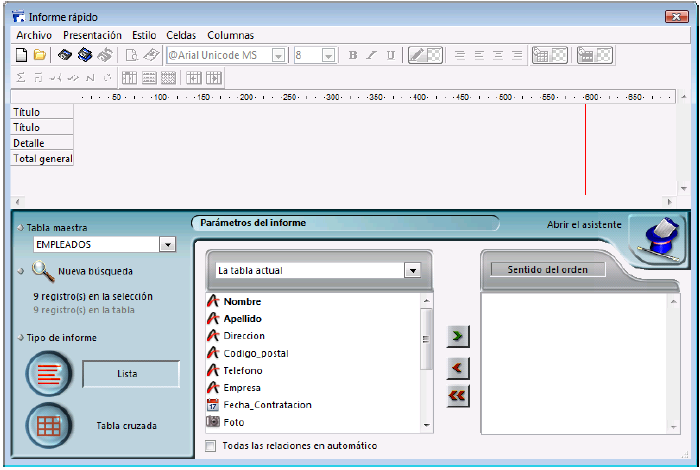 Informe rápido
Archivo Presentación Estilo Celdas Columnas
@Arial Unicode MS 8 B I U
50 100 150 200 250 300 350 400 450 500 550 600 650
Título
Título
Detalle
Total general
Tabla maestra
EMPLEADOS
Nueva búsqueda
9 registro(s) en la selección
9 registro(s) en la tabla
Tipo de informe
Lista
Tabla cruzada
Parámetros del informe
Abrir el asistente
La tabla actual
Nombre
Apellido
Direccion
Codigo_postal
Telefono
Empresa
17 Fecha_Contratacion
Foto
Todas las relaciones en automático
Sentido del orden